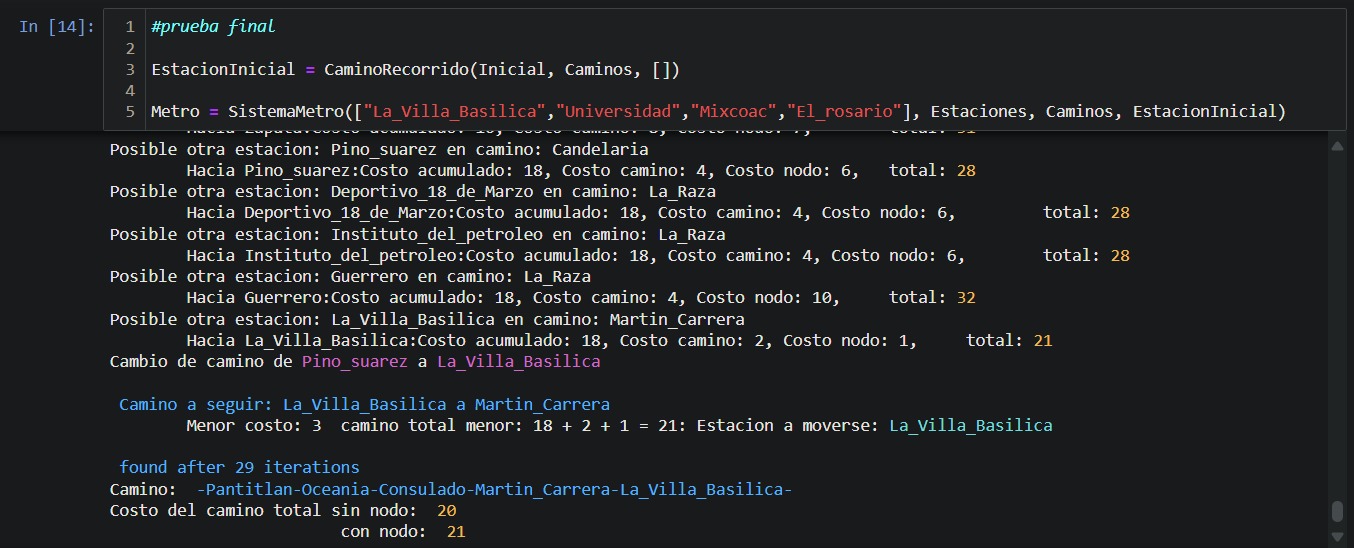 In [14]:
1 #prueba final
2
3 EstacionInicial = CaminoRecorrido(Inicial, Caminos, [])
4
5 Metro = SistemaMetro(["La_Villa_Basilica","Universidad","Mixcoac","El_rosario"], Estaciones, Caminos, EstacionInicial)
Posible otra estacion: Pino_suarez en camino: Candelaria
Hacia Pino_suarez:Costo acumulado: 18, Costo camino: 4, Costo nodo: 6, total: 28
Posible otra estacion: Deportivo_18_de_Marzo en camino: La_Raza
Hacia Deportivo_18_de_Marzo:Costo acumulado: 18, Costo camino: 4, Costo nodo: 6, total: 28
Posible otra estacion: Instituto_del_petroleo en camino: La_Raza
Hacia Instituto_del_petroleo:Costo acumulado: 18, Costo camino: 4, Costo nodo: 6, total: 28
Posible otra estacion: Guerrero en camino: La_Raza
Hacia Guerrero:Costo acumulado: 18, Costo camino: 4, Costo nodo: 10, total: 32
Posible otra estacion: La_Villa_Basilica en camino: Martin_Carrera
Hacia La_Villa_Basilica:Costo acumulado: 18, Costo camino: 2, Costo nodo: 1, total: 21
Cambio de camino de Pino_suarez a La_Villa_Basilica
Camino a seguir: La_Villa_Basilica a Martin_Carrera
Menor costo: 3 camino total menor: 18 + 2 + 1 = 21: Estacion a moverse: La_Villa_Basilica
found after 29 iterations
Camino: -Pantitlan-Oceania-Consulado-Martin_Carrera-La_Villa_Basilica-
Costo del camino total sin nodo: 20
con nodo: 21